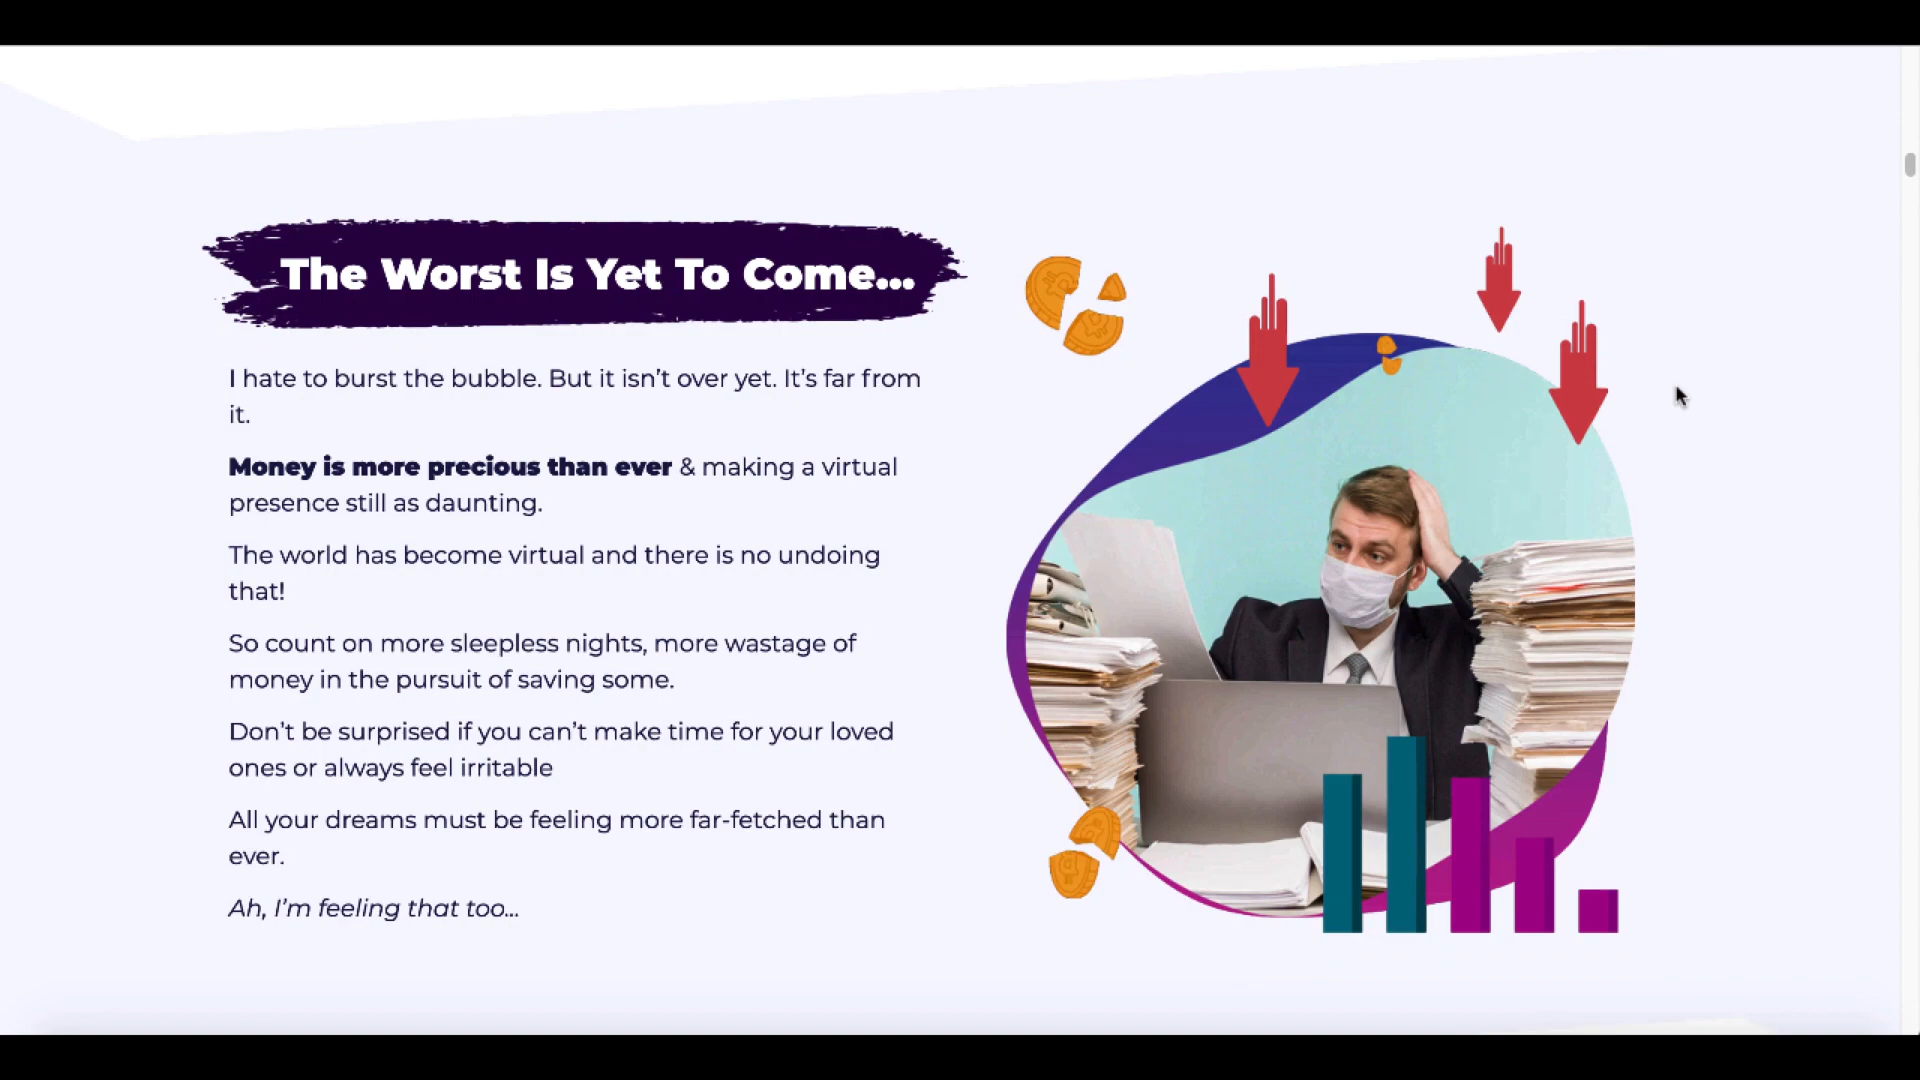 The Worst Is Yet To Come...
I hate to burst the bubble. But it isn't over yet. It's far from
it.
Money is more precious than ever & making a virtual
presence still as daunting.
The world has become virtual and there is no undoing
that!
So count on more sleepless nights, more wastage of
money in the pursuit of saving some.
Don't be surprised if you can't make time for your loved
ones or always feel irritable
All your dreams must be feeling more far-fetched than
ever.
Ah, I'm feeling that too...